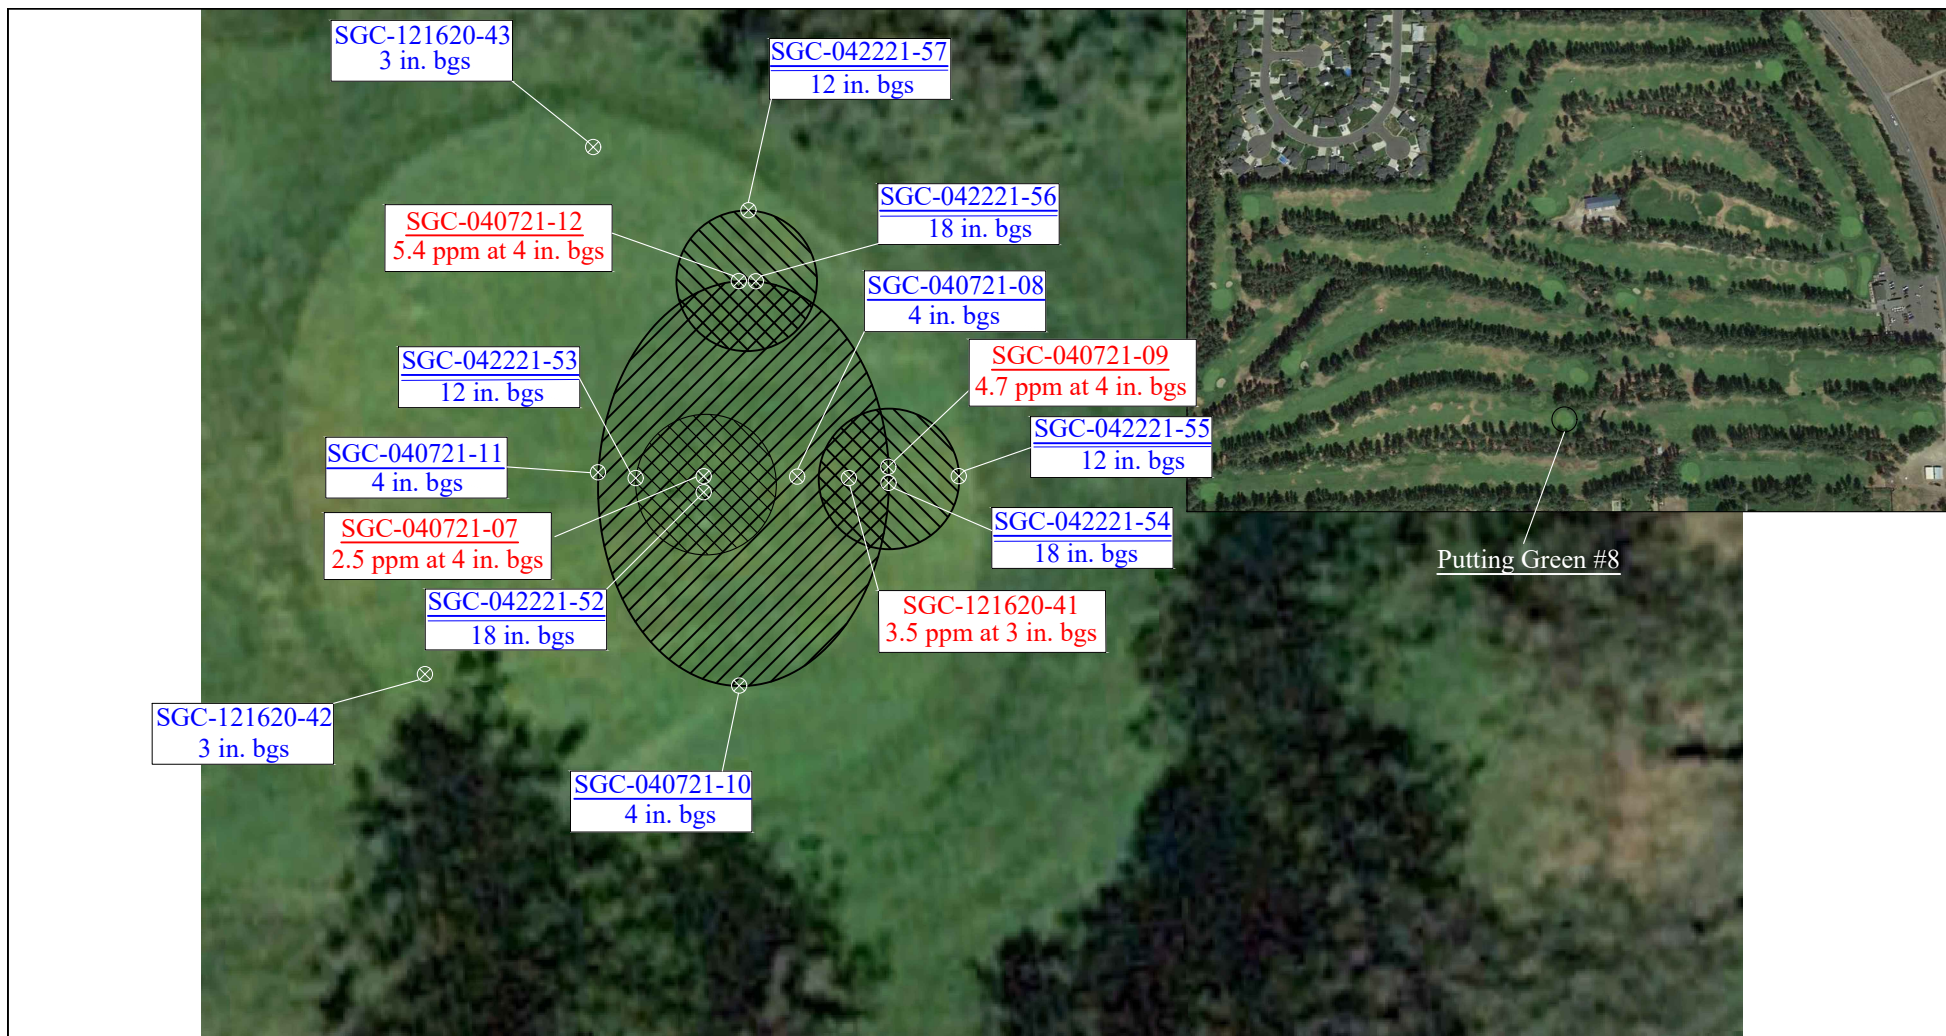 SGC-121620-43
3 in. bgs
SGC-042221-57
12 in. bgs
SGC-042221-56
18 in. bgs
SGC-040721-12
5.4 ppm at 4 in. bgs
SGC-040721-08
4 in. bgs
SGC-042221-53
12 in. bgs
SGC-040721-09
4.7 ppm at 4 in. bgs
SGC-042221-55
12 in. bgs
SGC-040721-11
4 in. bgs
SGC-040721-07
2.5 ppm at 4 in. bgs
SGC-042221-54
18 in. bgs
Putting Green #8
SGC-042221-52
18 in. bgs
SGC-121620-41
3.5 ppm at 3 in. bgs
SGC-121620-42
3 in. bgs
SGC-040721-10
4 in. bgs